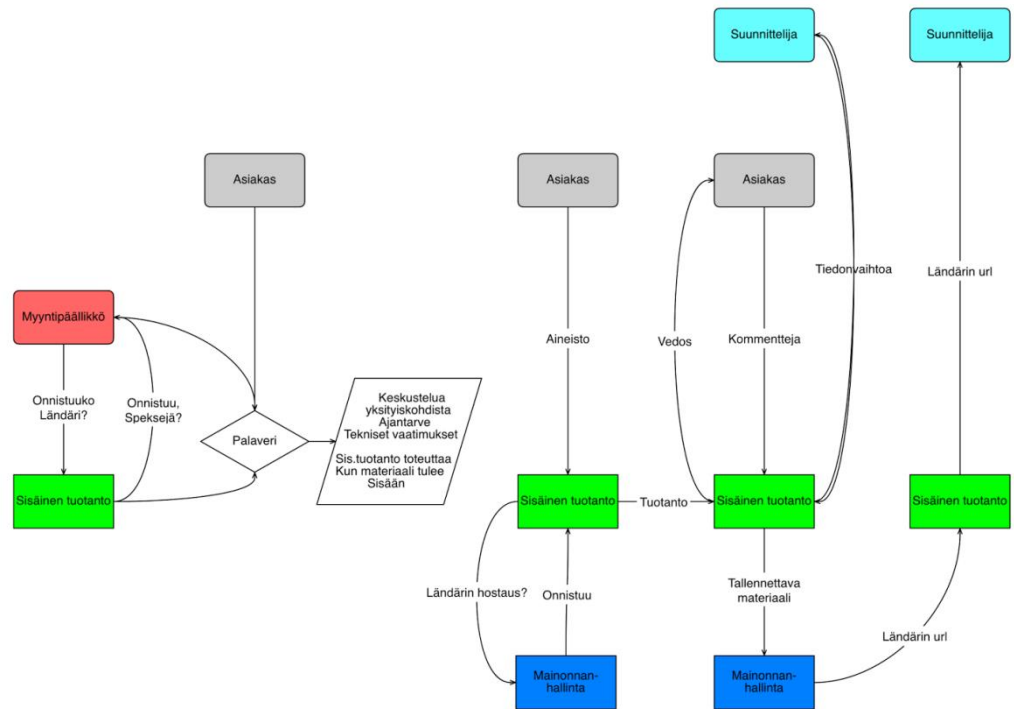 Suunnittelija
Suunnittelija
Asiakas
Asiakas
Asiakas
Tiedonvaihtoa
Ländärin url
Myyntipäällikkö
Aineisto
Vedos
Kommentteja
Onnistuuko
Ländäri?
Onnistuu,
Speksejä?
Palaveri
Keskustelua
yksityiskohdista
Ajantarve
Tekniset vaatimukset
Sis.tuotanto toteuttaa
Kun materiaali tulee
Sisään
Sisäinen tuotanto
Sisäinen tuotanto
Tuotanto
Sisäinen tuotanto
Sisäinen tuotanto
Ländärin hostaus?
Onnistuu
Tallennettava
materiaali
Ländärin url
Mainonnan-
hallinta
Mainonnan-
hallinta